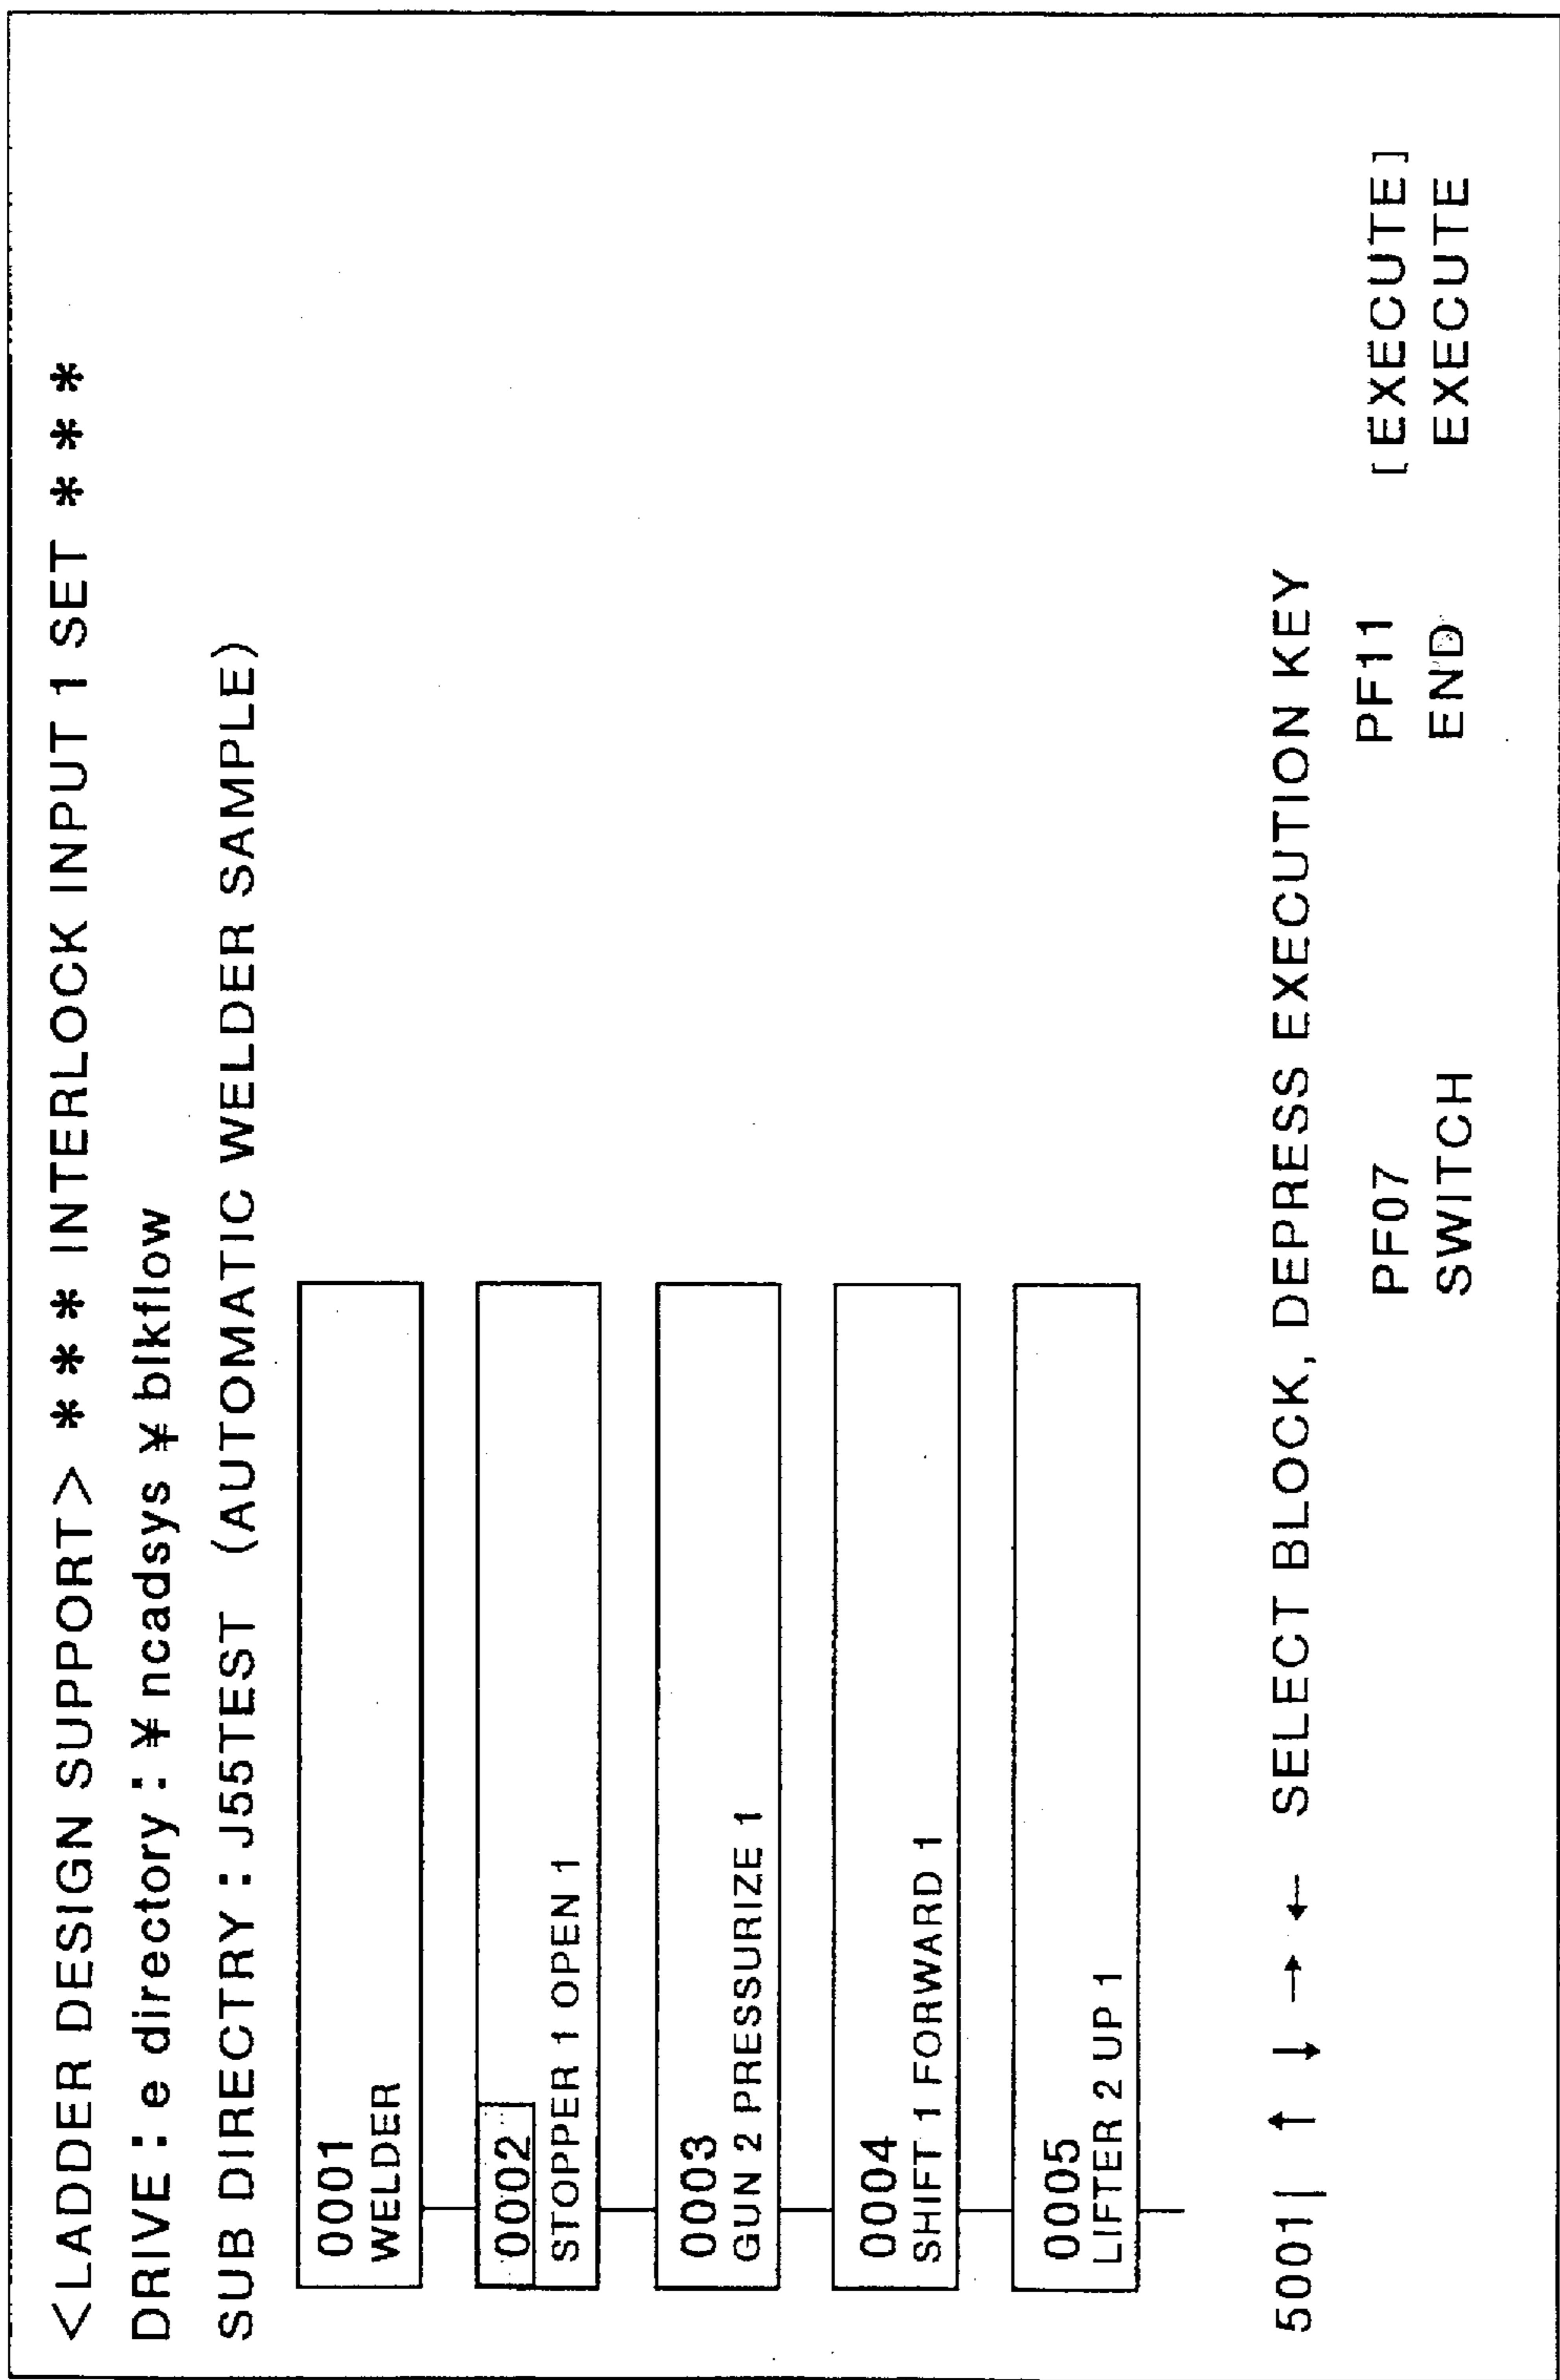 <LADDER DESIGN SUPPORT> * * * INTERLOCK INPUT 1 SET * * *
DRIVE : e directory : ¥ ncadsys ¥ blkflow
SUB DIRECTRY : J55TEST (AUTOMATIC WELDER SAMPLE)
0001
WELDER
0002
STOPPER 1 OPEN 1
0003
GUN 2 PRESSURIZE 1
0004
SHIFT 1 FORWARD 1
0005
LIFTER 2 UP 1
5001| ↑ ↓ → ← SELECT BLOCK, DEPRESS EXECUTION KEY
PF07 PF11 [EXECUTE]
SWITCH END EXECUTE